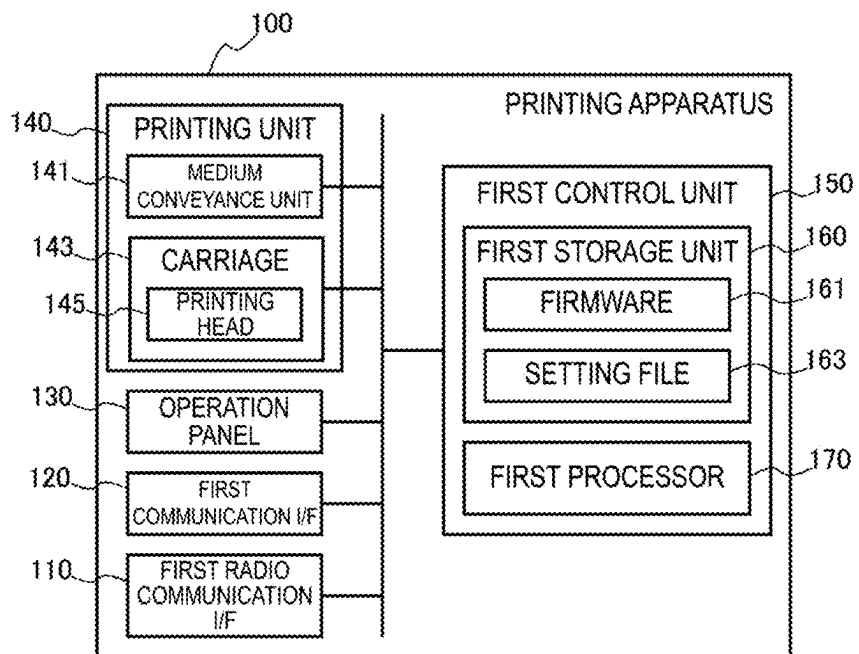 100
PRINTING APPARATUS
140
PRINTING UNIT
141
MEDIUM
CONVEYANCE UNIT
143
CARRIAGE
145
PRINTING
HEAD
130
OPERATION
PANEL
120
FIRST
COMMUNICATION I/F
110
FIRST RADIO
COMMUNICATION
I/F
FIRST CONTROL UNIT
150
FIRST STORAGE UNIT
160
FIRMWARE
161
SETTING FILE
163
FIRST PROCESSOR
170